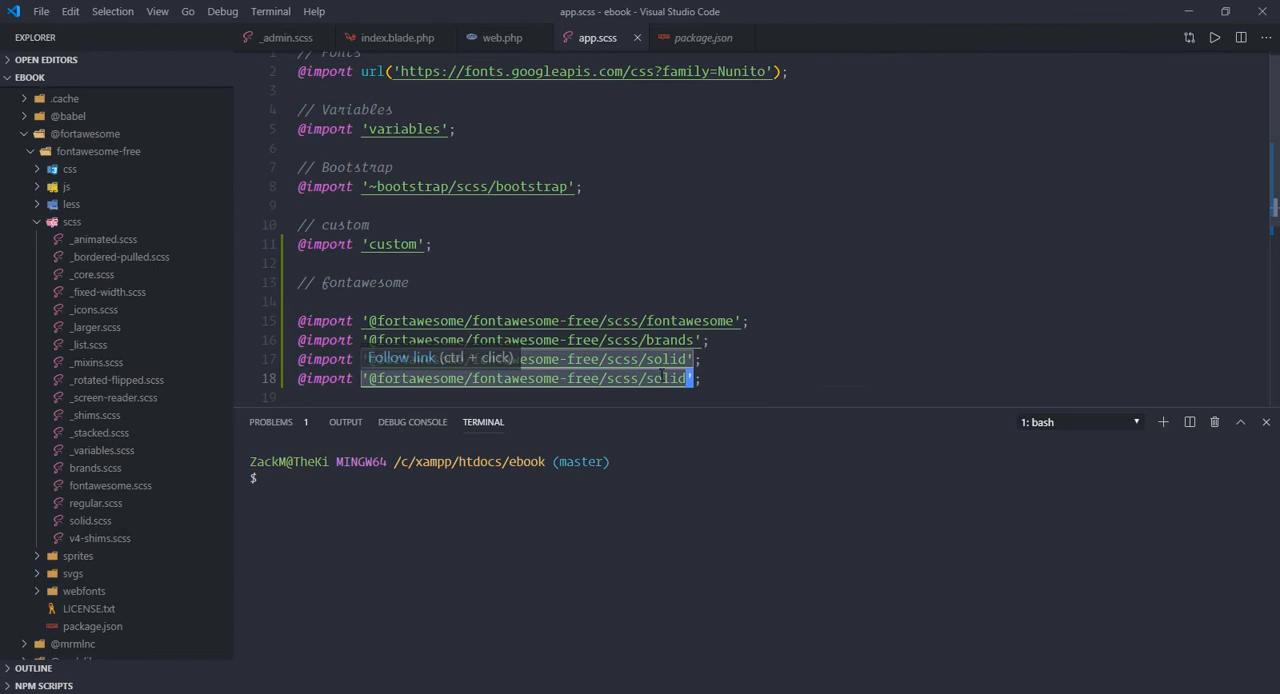 File Edit Selection View Go Debug Terminal Help
app.scss - ebook - Visual Studio Code
EXPLORER
_admin.scss
index.blade.php
web.php
app.scss
package.json
OPEN EDITORS
EBOOK
.cache
@babel
@fortawesome
fontawesome-free
css
js
less
scss
_animated.scss
_bordered-pulled.scss
_core.scss
_fixed-width.scss
_icons.scss
_larger.scss
_list.scss
_mixins.scss
_rotated-flipped.scss
_screen-reader.scss
_shims.scss
_stacked.scss
_variables.scss
brands.scss
fontawesome.scss
regular.scss
solid.scss
v4-shims.scss
sprites
svgs
webfonts
LICENSE.txt
package.json
@mrmlnc
OUTLINE
NPM SCRIPTS
1 // Fonts
2 @import url('https://fonts.googleapis.com/css?family=Nunito');
3
4 // Variables
5 @import 'variables';
6
7 // Bootstrap
8 @import '~bootstrap/scss/bootstrap';
9
10 // custom
11 @import 'custom';
12
13 // fontawesome
14
15 @import '@fortawesome/fontawesome-free/scss/fontawesome';
16 @import '@fortawesome/fontawesome-free/scss/brands';
Follow link (ctrl + click)
17 @import esome-free/scss/solid';
18 @import '@fortawesome/fontawesome-free/scss/solid';
19
PROBLEMS 1 OUTPUT DEBUG CONSOLE TERMINAL
1: bash
ZackM@TheKi MINGW64 /c/xampp/htdocs/ebook (master)
$